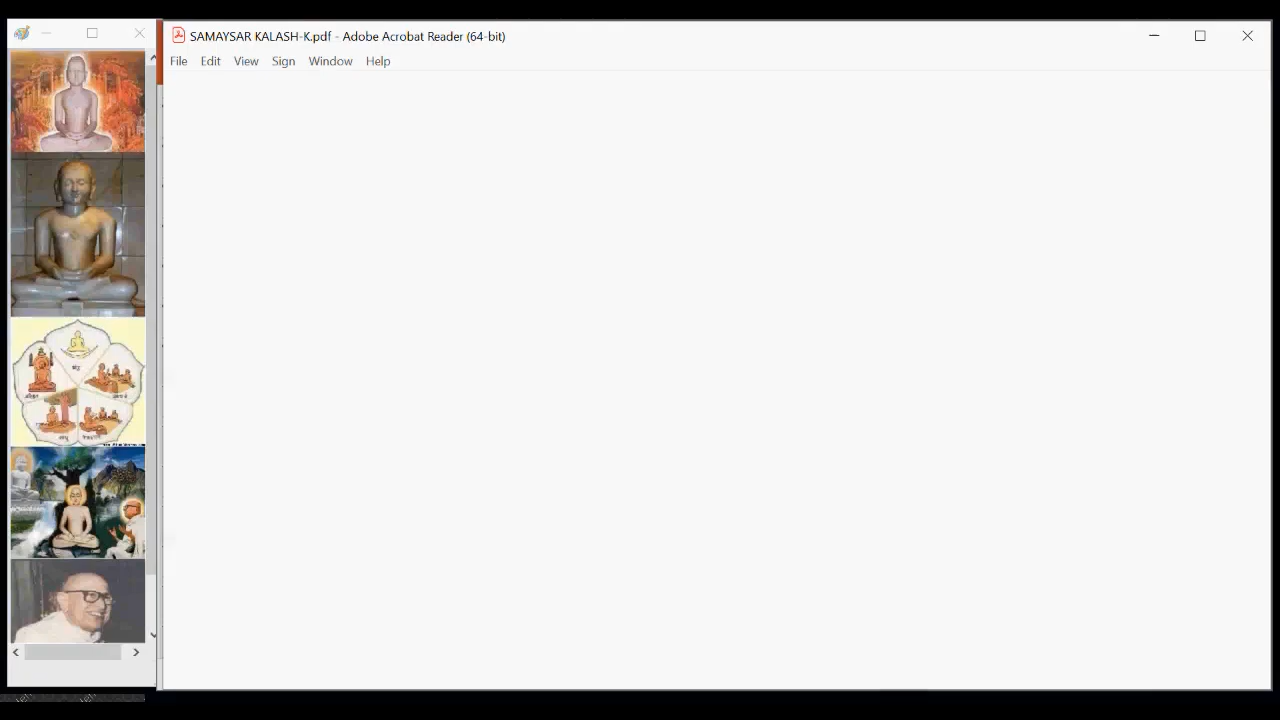 SAMAYSAR KALASH-K.pdf - Adobe Acrobat Reader (64-bit)
File Edit View Sign Window Help